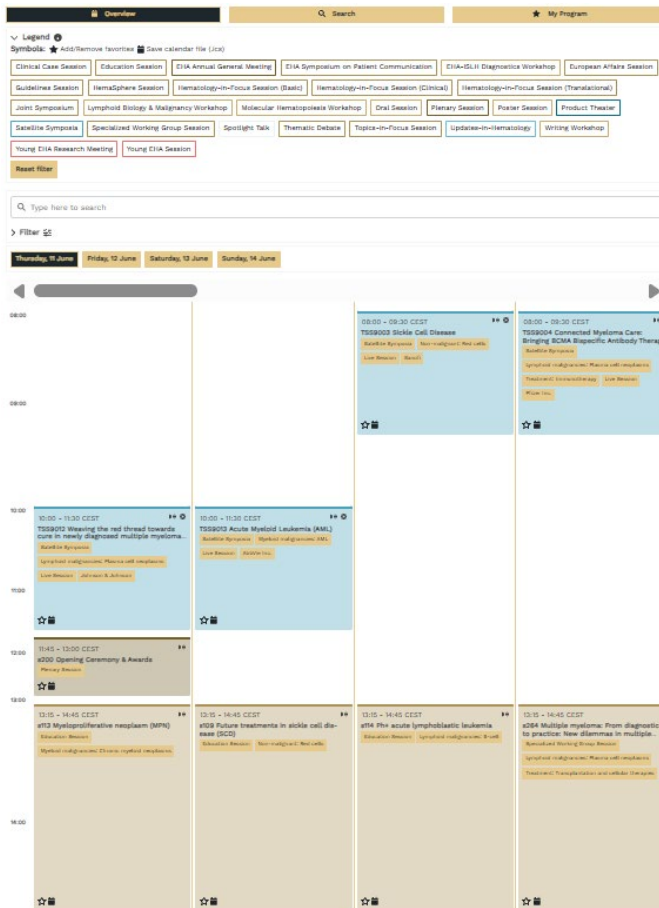 Overview
Search
My Program
Legend
Symbols: Add/Remove favorites Save calendar file (.ics)
Clinical Case Session Education Session EHA Annual General Meeting EHA Symposium on Patient Communication EHA-ISLH Diagnostics Workshop European Affairs Session
Guidelines Session HemaSphere Session Hematology-in-Focus Session (Basic) Hematology-in-Focus Session (Clinical) Hematology-in-Focus Session (Translational)
Joint Symposium Lymphoid Biology & Malignancy Workshop Molecular Hematopoiesis Workshop Oral Session Plenary Session Poster Session Product Theater
Satellite Symposia Specialized Working Group Session Spotlight Talk Thematic Debate Topics-in-Focus Session Updates-in-Hematology Writing Workshop
Young EHA Research Meeting Young EHA Session
Reset filter
Type here to search
Filter
Thursday, 11 June Friday, 12 June Saturday, 13 June Sunday, 14 June
08:00
08:00 - 09:30 CEST
TSS9003 Sickle Cell Disease
Satellite Symposia Non-malignant: Red cells
Live Session Sanofi
08:00 - 09:30 CEST
TSS9004 Connected Myeloma Care:
Bringing BCMA Bispecific Antibody Therap
Satellite Symposia
Lymphoid malignancies: Plasma cell neoplasms
Treatment: Immunotherapy Live Session
Pfizer Inc.
09:00
10:00
10:00 - 11:30 CEST
TSS9012 Weaving the red thread towards
cure in newly diagnosed multiple myeloma...
Satellite Symposia
Lymphoid malignancies: Plasma cell neoplasms
Live Session Johnson & Johnson
10:00 - 11:30 CEST
TSS9013 Acute Myeloid Leukemia (AML)
Satellite Symposia Myeloid malignancies: AML
Live Session AbbVie Inc.
11:00
12:00
11:45 - 13:00 CEST
s200 Opening Ceremony & Awards
Plenary Session
13:00
13:15 - 14:45 CEST
s113 Myeloproliferative neoplasm (MPN)
Education Session
Myeloid malignancies: Chronic myeloid neoplasms
13:15 - 14:45 CEST
s109 Future treatments in sickle cell dis-
ease (SCD)
Education Session Non-malignant: Red cells
13:15 - 14:45 CEST
s114 Ph+ acute lymphoblastic leukemia
Education Session Lymphoid malignancies: B-cell
13:15 - 14:45 CEST
s284 Multiple myeloma: From diagnostic
to practice: New dilemmas in multiple...
Specialized Working Group Session
Lymphoid malignancies: Plasma cell neoplasms
Treatment: Transplantation and cellular therapies
14:00